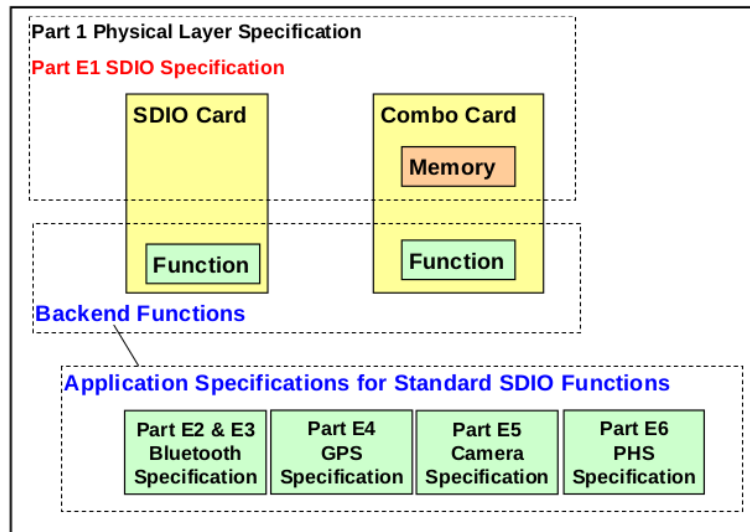 Part 1 Physical Layer Specification
Part E1 SDIO Specification
SDIO Card
Combo Card
Memory
Function
Function
Backend Functions
Application Specifications for Standard SDIO Functions
Part E2 & E3
Bluetooth
Specification
Part E4
GPS
Specification
Part E5
Camera
Specification
Part E6
PHS
Specification